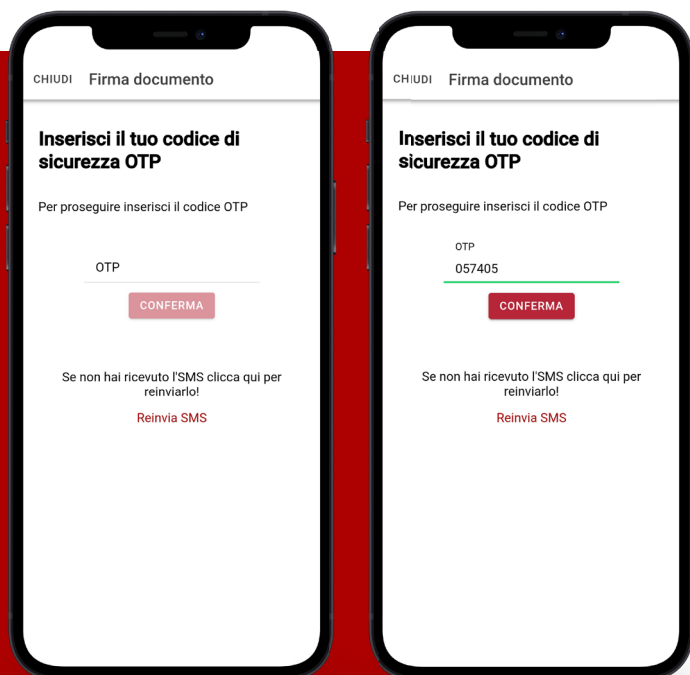 CHIUDI Firma documento
Inserisci il tuo codice di
sicurezza OTP
Per proseguire inserisci il codice OTP
OTP
CONFERMA
Se non hai ricevuto l'SMS clicca qui per
reinviarlo!
Reinvia SMS
CHIUDI Firma documento
Inserisci il tuo codice di
sicurezza OTP
Per proseguire inserisci il codice OTP
OTP
057405
CONFERMA
Se non hai ricevuto l'SMS clicca qui per
reinviarlo!
Reinvia SMS